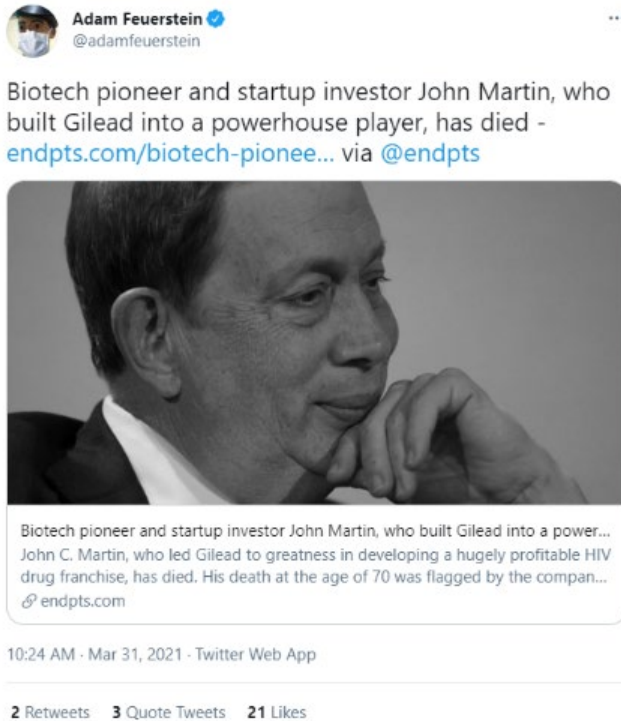 Adam Feuerstein
@adamfeuerstein
Biotech pioneer and startup investor John Martin, who
built Gilead into a powerhouse player, has died -
endpts.com/biotech-pionee... via @endpts
Biotech pioneer and startup investor John Martin, who built Gilead into a power...
John C. Martin, who led Gilead to greatness in developing a hugely profitable HIV
drug franchise, has died. His death at the age of 70 was flagged by the compan...
endpts.com
10:24 AM · Mar 31, 2021 · Twitter Web App
2 Retweets 3 Quote Tweets 21 Likes